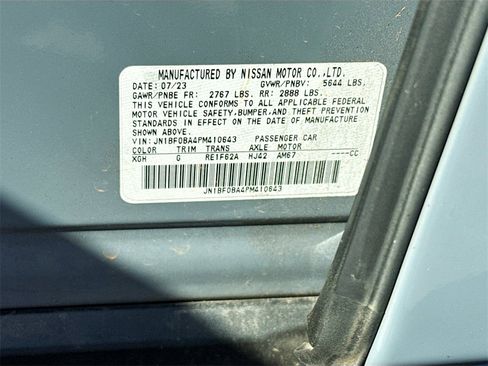 MANUFACTURED BY NISSAN MOTOR CO.,LTD.
DATE: 07/23 GVWR/PNBV: 5644 LBS.
GAWR/PNBE FR: 2767 LBS. RR: 2888 LBS.
THIS VEHICLE CONFORMS TO ALL APPLICABLE FEDERAL
MOTOR VEHICLE SAFETY,BUMPER, AND THEFT PREVENTION
STANDARDS IN EFFECT ON THE DATE OF MANUFACTURE
SHOWN ABOVE.
VIN: JN1BF0BA4PM410643 PASSENGER CAR
COLOR TRIM TRANS AXLE MOTOR
XGH G RE1F62A HJ42 AM67 ----CC
JN1BF0BA4PM410643